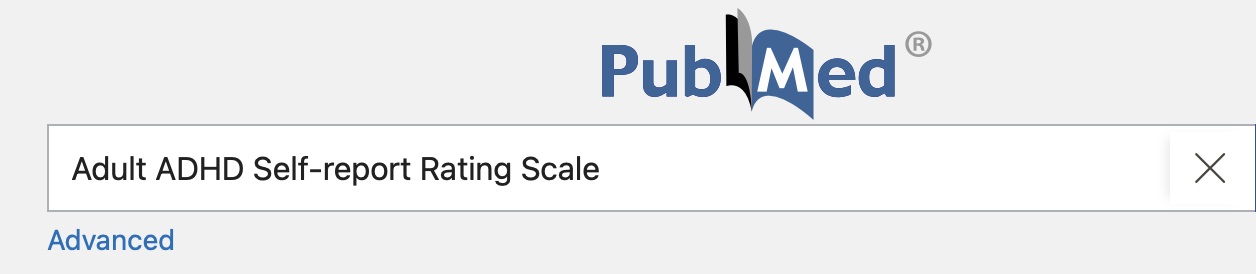 PubMed®
Adult ADHD Self-report Rating Scale
Advanced